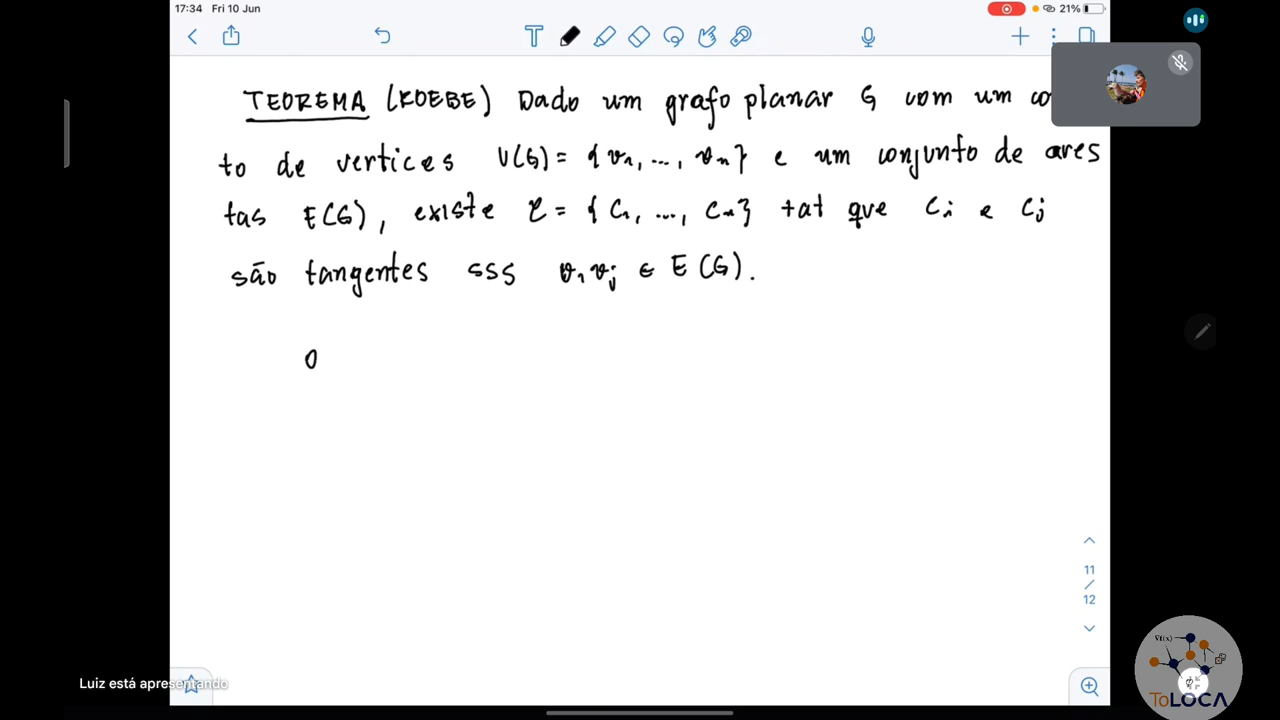 17:34 Fri 10 Jun
21%
TEOREMA (KOEBE) Dado um grafo planar G com um co
to de vertices V(G) = {v₁, ..., vₙ} e um conjunto de ares
tas E(G), existe C = {C₁, ..., Cₙ} tat que Cᵢ e Cⱼ
são tangentes sss vᵢvⱼ ∈ E(G).
0
11
/
12
Luiz está apresentando
∇f(x)
ToLOCA